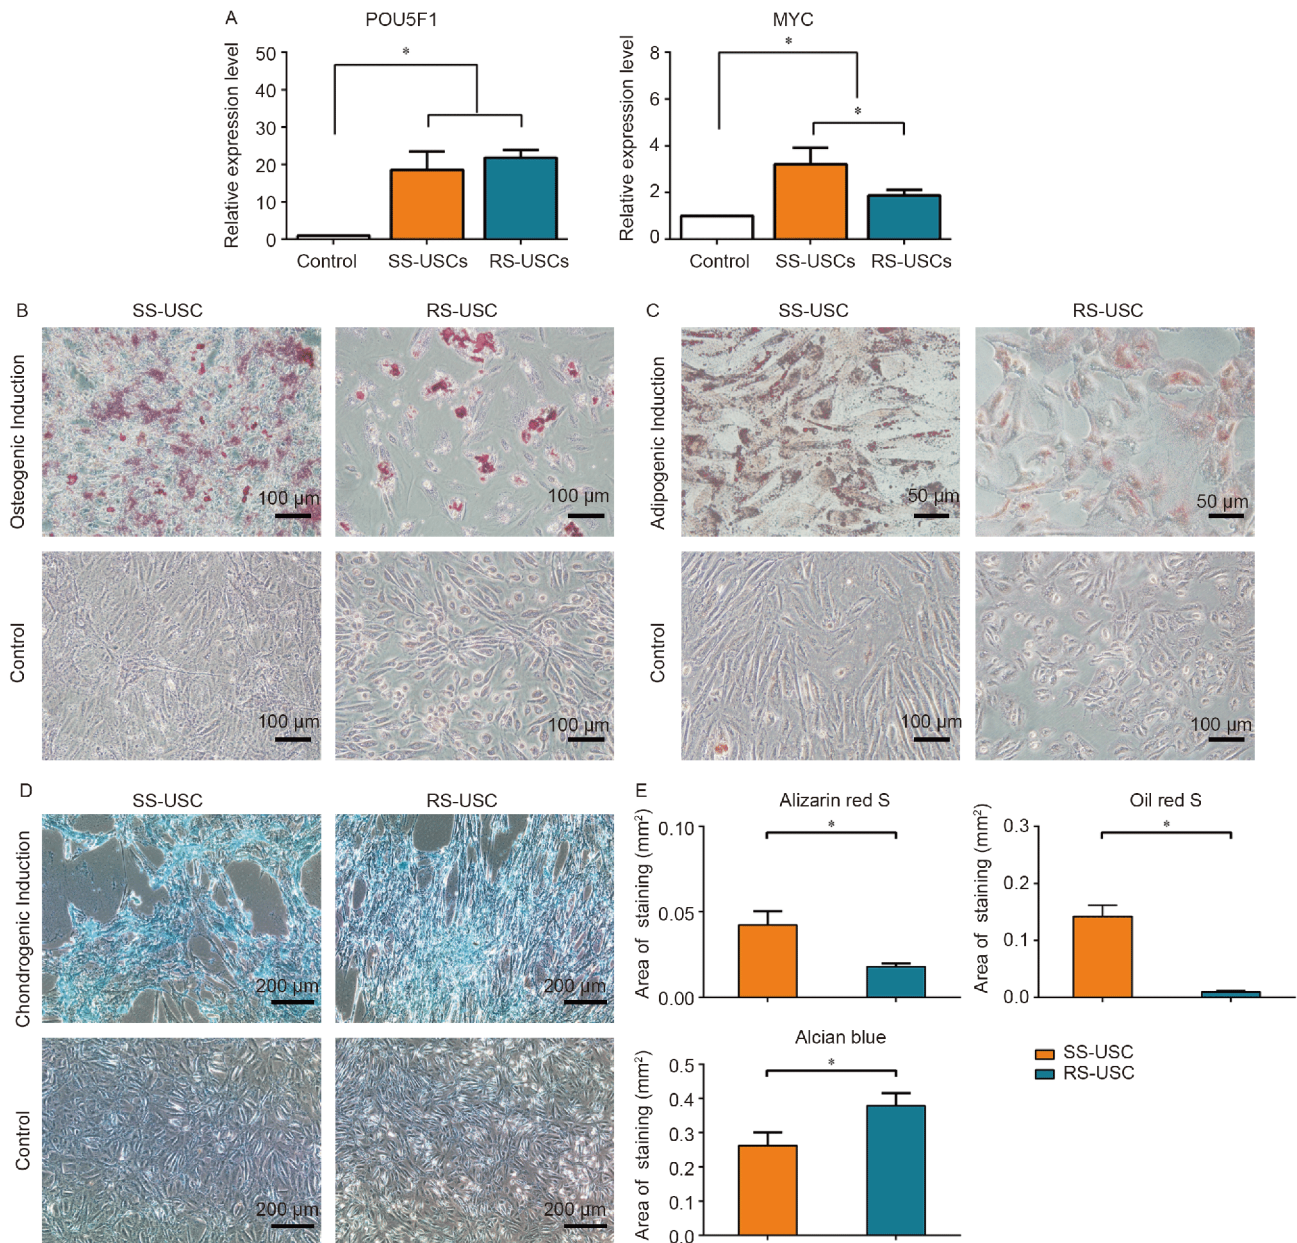 A
POU5F1
Relative expression level
50
40
30
20
10
0
*
Control
SS-USCs
RS-USCs
MYC
Relative expression level
8
6
4
2
0
*
*
Control
SS-USCs
RS-USCs
B
SS-USC
RS-USC
Osteogenic Induction
100 μm
100 μm
Control
100 μm
100 μm
C
SS-USC
RS-USC
Adipogenic Induction
50 μm
50 μm
Control
100 μm
100 μm
D
SS-USC
RS-USC
Chondrogenic Induction
200 μm
200 μm
Control
200 μm
200 μm
E
Alizarin red S
Area of staining (mm²)
0.10
0.05
0.00
*
Oil red S
Area of staining (mm²)
0.3
0.2
0.1
0.0
*
Alcian blue
Area of staining (mm²)
0.5
0.4
0.3
0.2
0.1
0.0
*
SS-USC
RS-USC